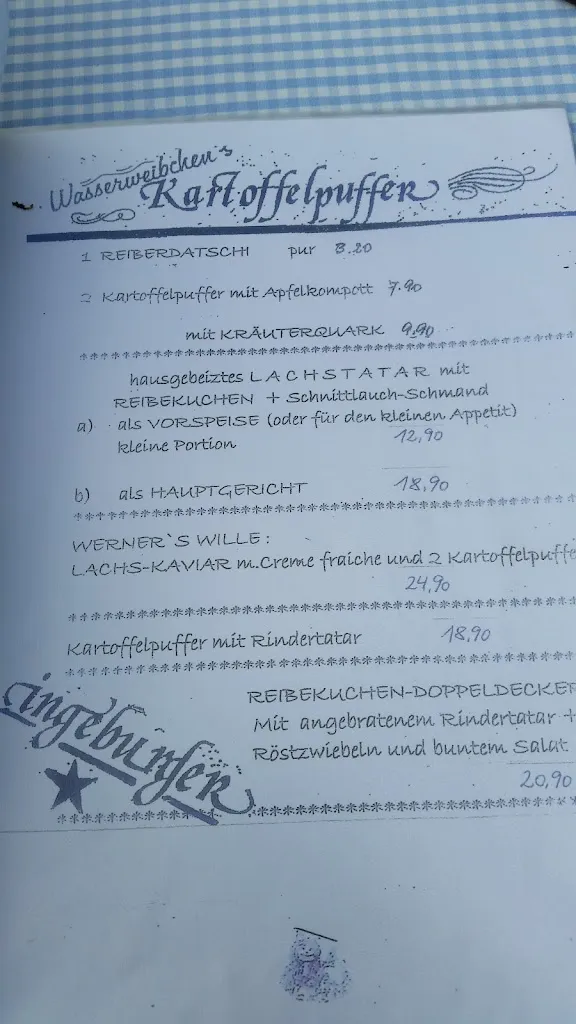 Wasserweibchen's
Kartoffelpuffer
1 REIBERDATSCHI pur 3.20
2 Kartoffelpuffer mit Apfelkompott 7.90
mit KRÄUTERQUARK 9,90
hausgebeiztes LACHSTATAR mit
REIBEKUCHEN + Schnittlauch-Schmand
a) als VORSPEISE (oder für den kleinen Appetit)
kleine Portion 12,90
b) als HAUPTGERICHT 18,90
WERNER`S WILLE:
LACHS-KAVIAR m.Creme fraiche und 2 Kartoffelpuffe
24,90
Kartoffelpuffer mit Rindertatar 18,90
REIBEKUCHEN-DOPPELDECKER
Mit angebratenem Rindertatar +
Röstzwiebeln und buntem Salat
20,90